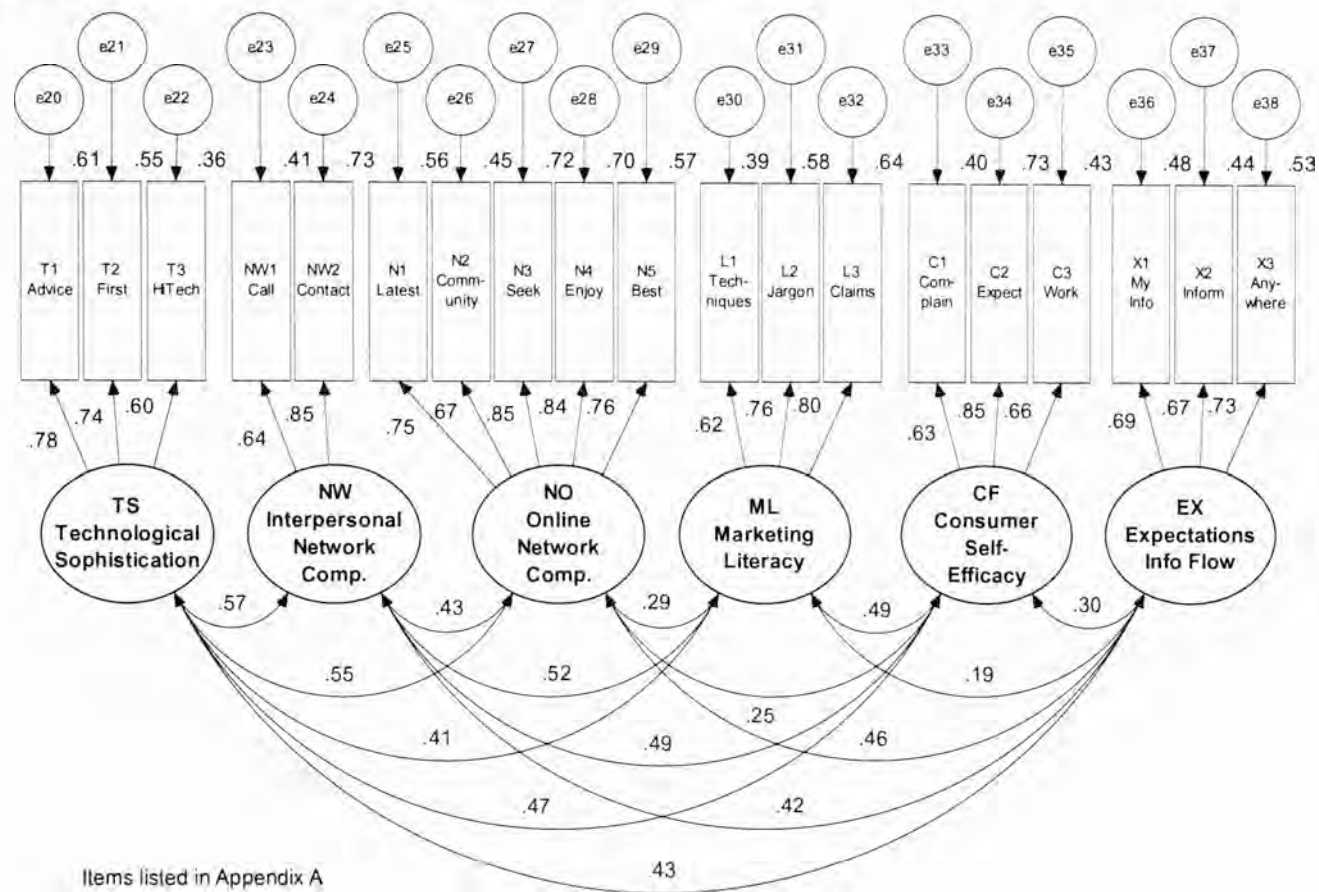 e21 e23 e25 e27 e29 e31 e33 e35 e37
e20 e22 e24 e26 e28 e30 e32 e34 e36 e38
.61 .55 .36 .41 .73 .56 .45 .72 .70 .57 .39 .58 .64 .40 .73 .43 .48 .44 .53
T1
Advice
T2
First
T3
HiTech
NW1
Call
NW2
Contact
N1
Latest
N2
Comm-
unity
N3
Seek
N4
Enjoy
N5
Best
L1
Tech-
niques
L2
Jargon
L3
Claims
C1
Com-
plain
C2
Expect
C3
Work
X1
My
Info
X2
Inform
X3
Any-
where
.78 .74 .60 .64 .85 .75 .67 .85 .84 .76 .62 .76 .80 .63 .85 .66 .69 .67 .73
TS
Technological
Sophistication
NW
Interpersonal
Network
Comp.
NO
Online
Network
Comp.
ML
Marketing
Literacy
CF
Consumer
Self-
Efficacy
EX
Expectations
Info Flow
.57 .43 .29 .49 .30
.55 .52 .25 .19
.41 .49 .46
.47 .42
.43
Items listed in Appendix A